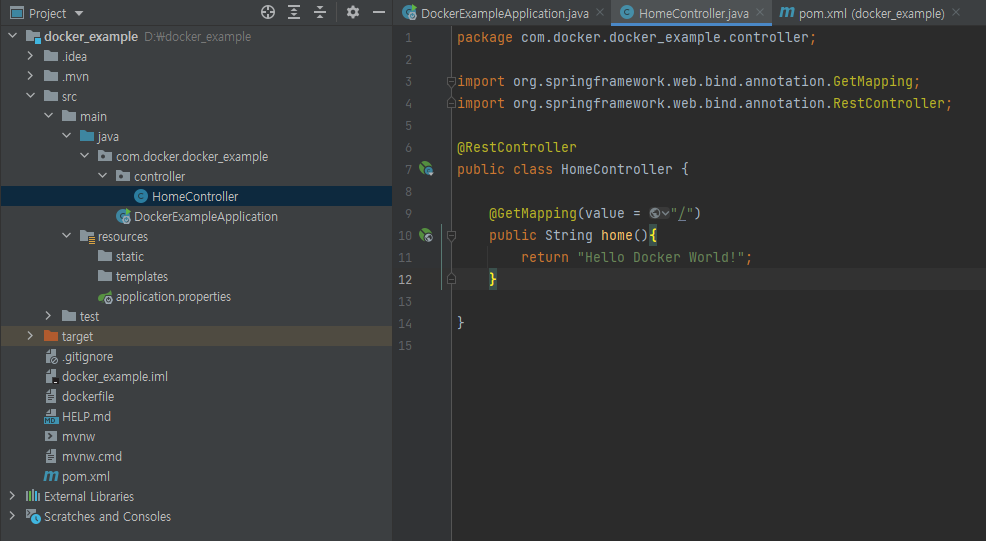 Project
docker_example D:₩docker_example
.idea
.mvn
src
main
java
com.docker.docker_example
controller
HomeController
DockerExampleApplication
resources
static
templates
application.properties
test
target
.gitignore
docker_example.iml
dockerfile
HELP.md
mvnw
mvnw.cmd
pom.xml
External Libraries
Scratches and Consoles
DockerExampleApplication.java HomeController.java pom.xml (docker_example)
1 package com.docker.docker_example.controller;
2
3 import org.springframework.web.bind.annotation.GetMapping;
4 import org.springframework.web.bind.annotation.RestController;
5
6 @RestController
7 public class HomeController {
8
9 @GetMapping(value = "/")
10 public String home(){
11 return "Hello Docker World!";
12 }
13
14 }
15